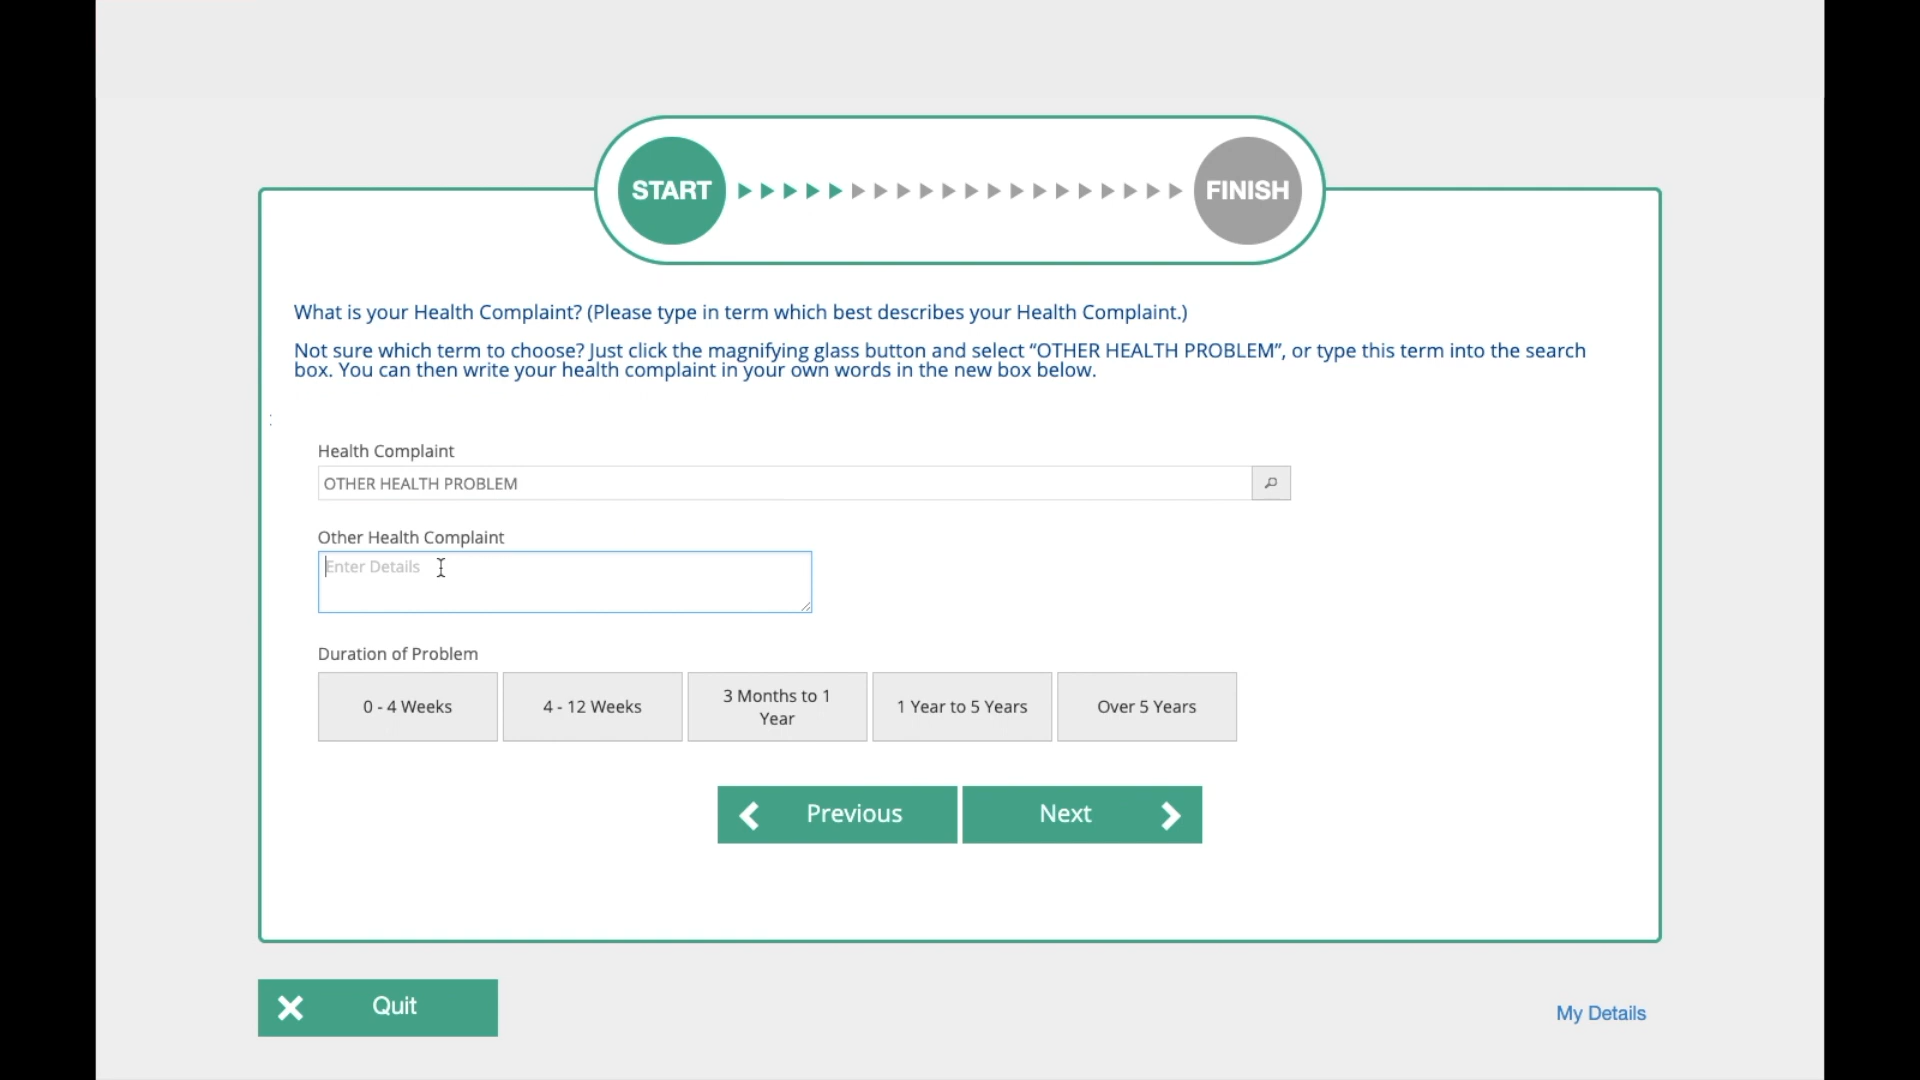 START
FINISH
What is your Health Complaint? (Please type in term which best describes your Health Complaint.)
Not sure which term to choose? Just click the magnifying glass button and select “OTHER HEALTH PROBLEM”, or type this term into the search
box. You can then write your health complaint in your own words in the new box below.
:
Health Complaint
OTHER HEALTH PROBLEM
Other Health Complaint
Enter Details
Duration of Problem
0 - 4 Weeks
4 - 12 Weeks
3 Months to 1
Year
1 Year to 5 Years
Over 5 Years
Previous
Next
Quit
My Details